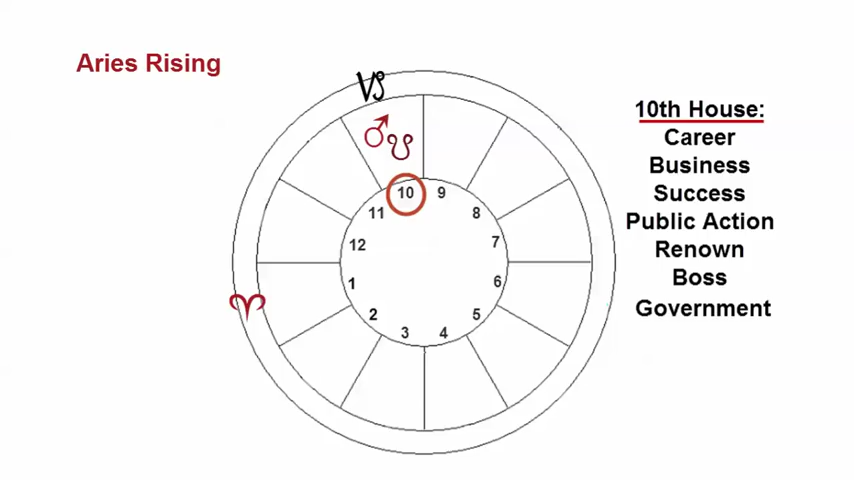 Aries Rising
10th House:
Career
Business
Success
Public Action
Renown
Boss
Government
♑
♂☋
10 9
11 8
12 7
♈ 1 6
2 5
3 4